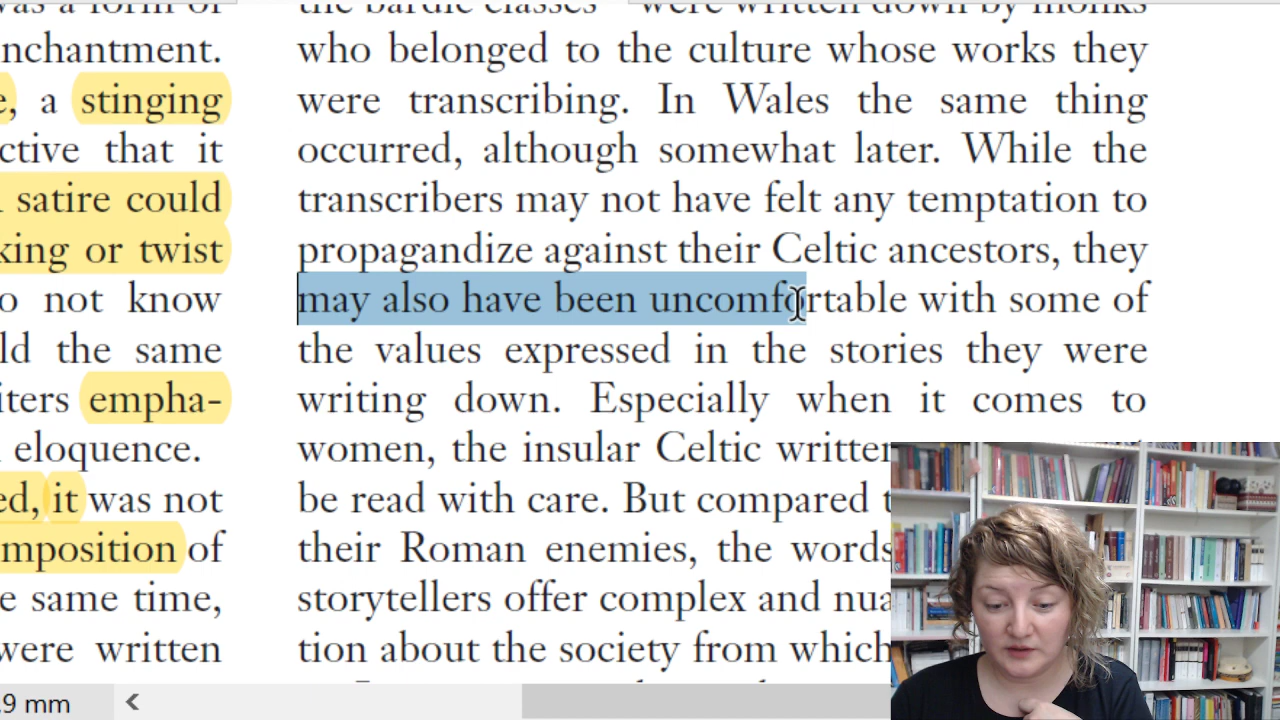 was a form of
nchantment.
e, a stinging
ctive that it
satire could
king or twist
o not know
ld the same
iters empha-
eloquence.
ed, it was not
mposition of
e same time,
were written
the bardic classes were written down by monks
who belonged to the culture whose works they
were transcribing. In Wales the same thing
occurred, although somewhat later. While the
transcribers may not have felt any temptation to
propagandize against their Celtic ancestors, they
may also have been uncomfortable with some of
the values expressed in the stories they were
writing down. Especially when it comes to
women, the insular Celtic written
be read with care. But compared
their Roman enemies, the words
storytellers offer complex and nua
tion about the society from which
.9 mm